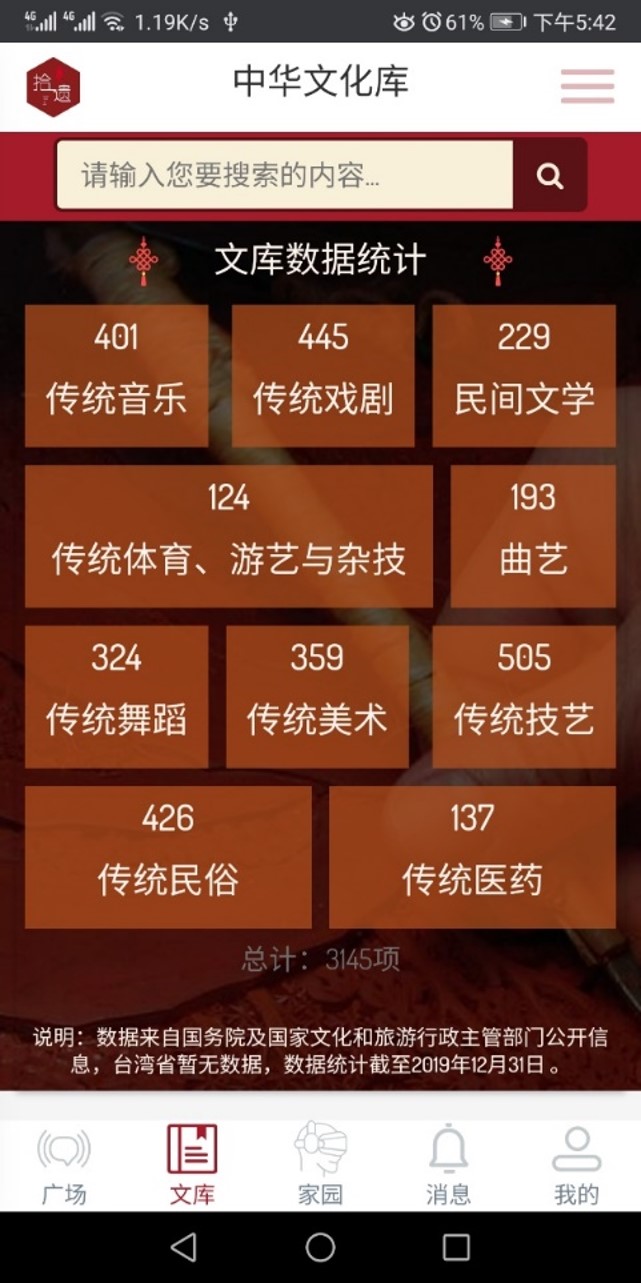 4G 4G 1.19K/s 61% 下午5:42
拾遗
中华文化库
请输入您要搜索的内容...
文库数据统计
401 445 229
传统音乐 传统戏剧 民间文学
124 193
传统体育、游艺与杂技 曲艺
324 359 505
传统舞蹈 传统美术 传统技艺
426 137
传统民俗 传统医药
总计：3145项
说明：数据来自国务院及国家文化和旅游行政主管部门公开信
息，台湾省暂无数据，数据统计截至2019年12月31日。
广场 文库 家园 消息 我的